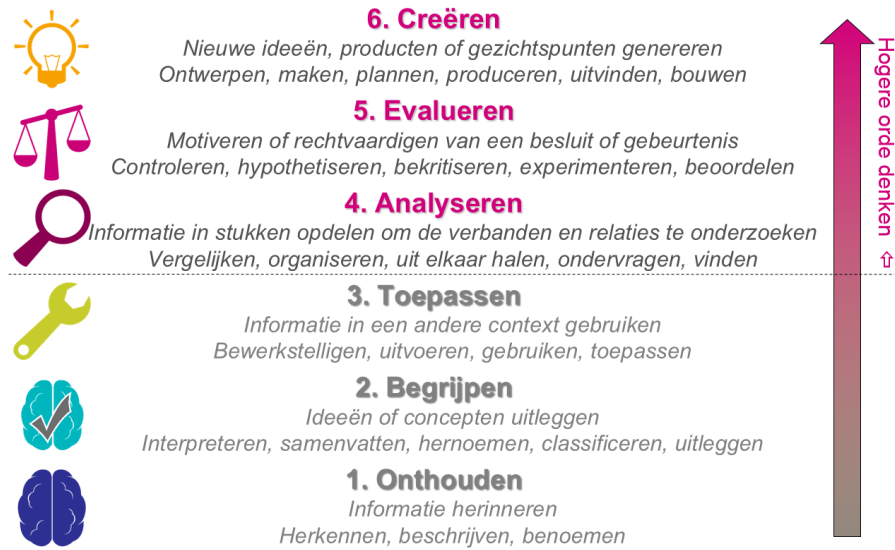 6. Creëren
Nieuwe ideeën, producten of gezichtspunten genereren
Ontwerpen, maken, plannen, produceren, uitvinden, bouwen
5. Evalueren
Motiveren of rechtvaardigen van een besluit of gebeurtenis
Controleren, hypothetiseren, bekritiseren, experimenteren, beoordelen
4. Analyseren
Informatie in stukken opdelen om de verbanden en relaties te onderzoeken
Vergelijken, organiseren, uit elkaar halen, ondervragen, vinden
3. Toepassen
Informatie in een andere context gebruiken
Bewerkstelligen, uitvoeren, gebruiken, toepassen
2. Begrijpen
Ideeën of concepten uitleggen
Interpreteren, samenvatten, hernoemen, classificeren, uitleggen
1. Onthouden
Informatie herinneren
Herkennen, beschrijven, benoemen
Hogere orde denken ⇧